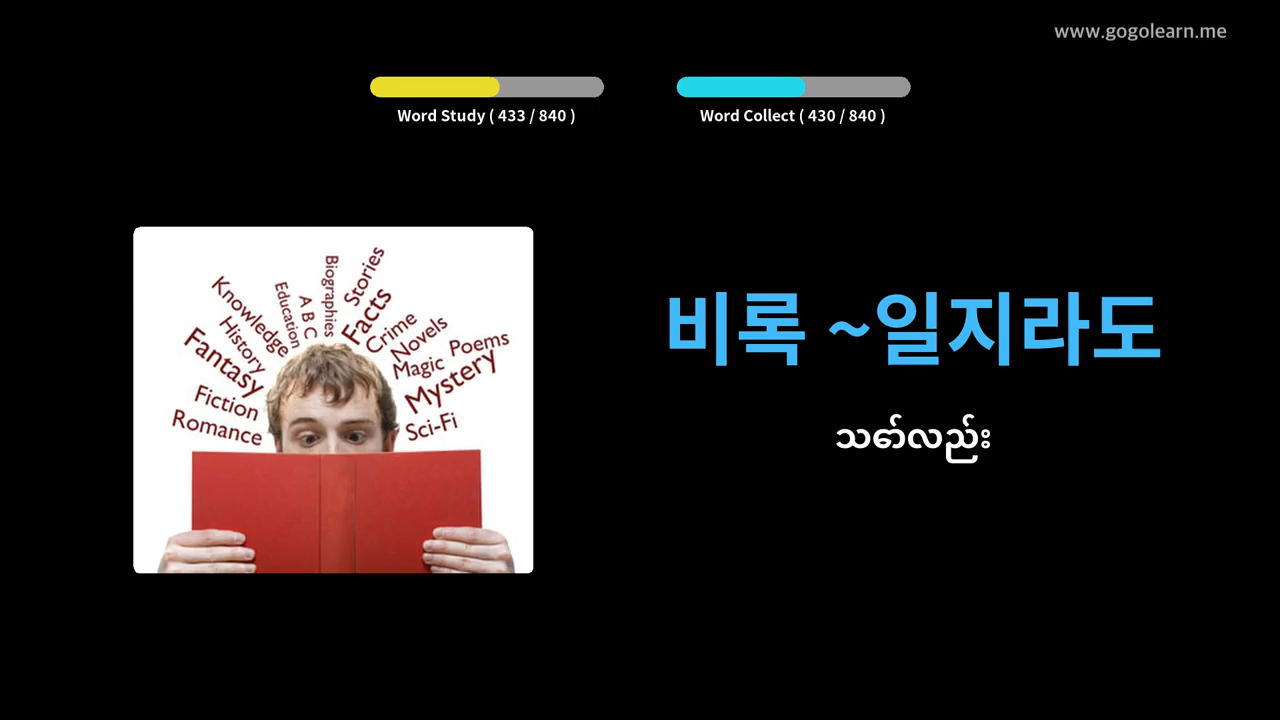 www.gogolearn.me
Word Study ( 433 / 840 )
Word Collect ( 430 / 840 )
Knowledge
History
Fantasy
Fiction
Romance
Education
A B C
Biographies
Stories
Facts
Crime
Novels
Magic
Poems
Mystery
Sci-Fi
비록 ~일지라도
သော်လည်း